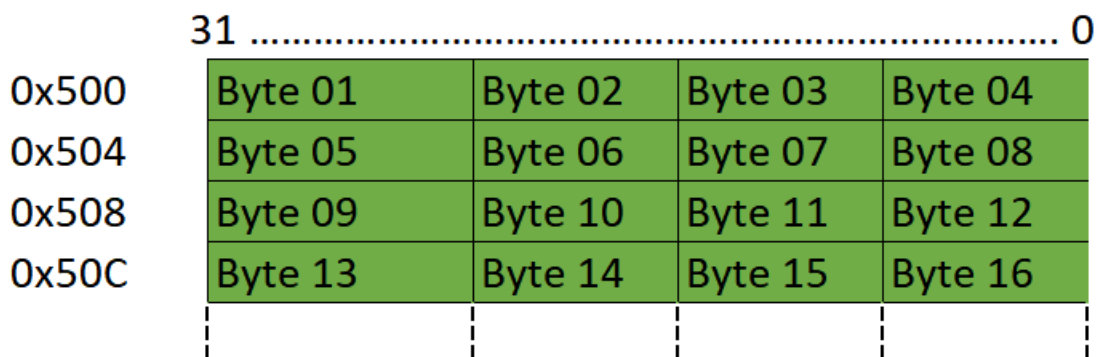 31 ........................................................................ 0
0x500 Byte 01 Byte 02 Byte 03 Byte 04
0x504 Byte 05 Byte 06 Byte 07 Byte 08
0x508 Byte 09 Byte 10 Byte 11 Byte 12
0x50C Byte 13 Byte 14 Byte 15 Byte 16